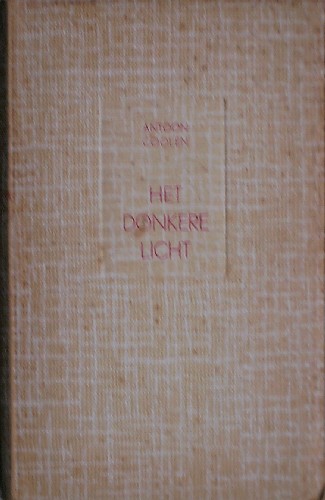 ANTOON
COOLEN
HET
DONKERE
LICHT